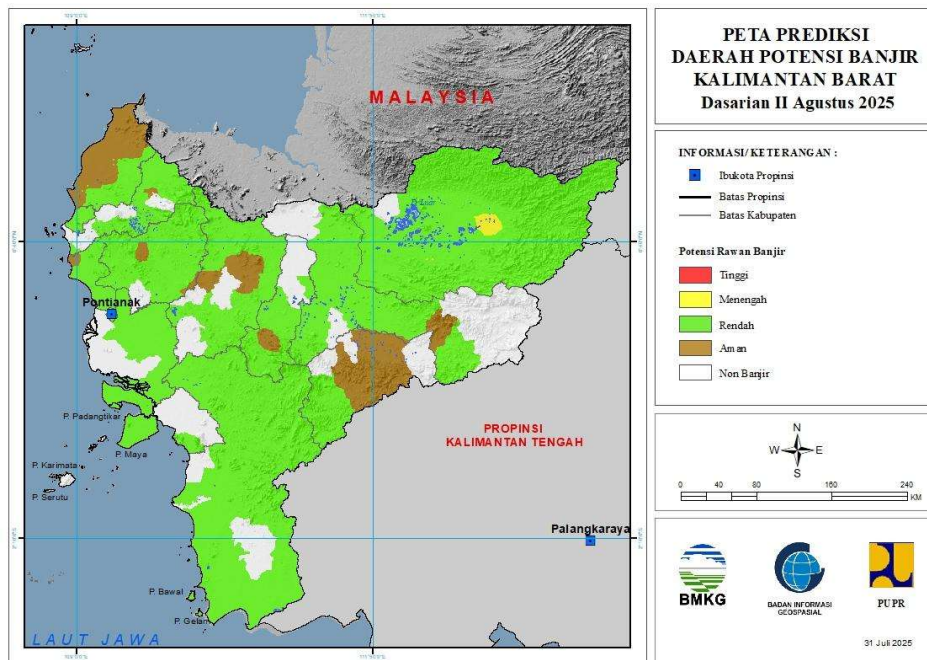 PETA PREDIKSI
DAERAH POTENSI BANJIR
KALIMANTAN BARAT
Dasarian II Agustus 2025
INFORMASI/ KETERANGAN :
Ibukota Propinsi
Batas Propinsi
Batas Kabupaten
Potensi Rawan Banjir
Tinggi
Menengah
Rendah
Aman
Non Banjir
N
W E
S
0 40 80 160 240
KM
BMKG
BADAN INFORMASI
GEOSPASIAL
PUPR
31 Juli 2025
MALAYSIA
Pontianak
P. Padangtikar
P. Maya
P. Karimata
P. Serutu
PROPINSI
KALIMANTAN TENGAH
Palangkaraya
P. Bawal
P. Gelam
LAUT JAWA